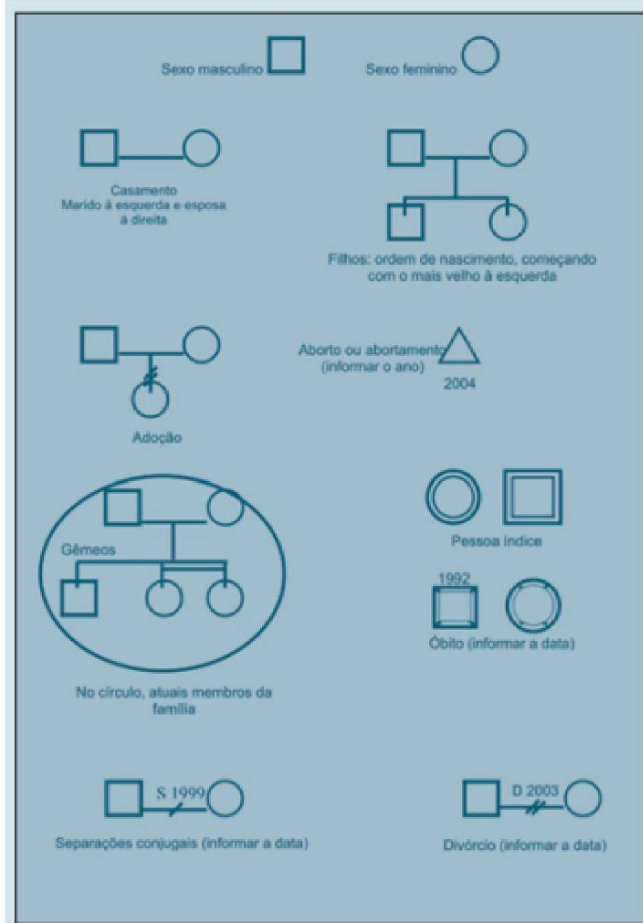 Sexo masculino
Sexo feminino
Casamento
Marido à esquerda e esposa
à direita
Filhos: ordem de nascimento, começando
com o mais velho à esquerda
Adoção
Aborto ou abortamento
(informar o ano)
2004
Gêmeos
No círculo, atuais membros da
família
Pessoa índice
1992
Óbito (informar a data)
S 1999
Separações conjugais (informar a data)
D 2003
Divórcio (informar a data)